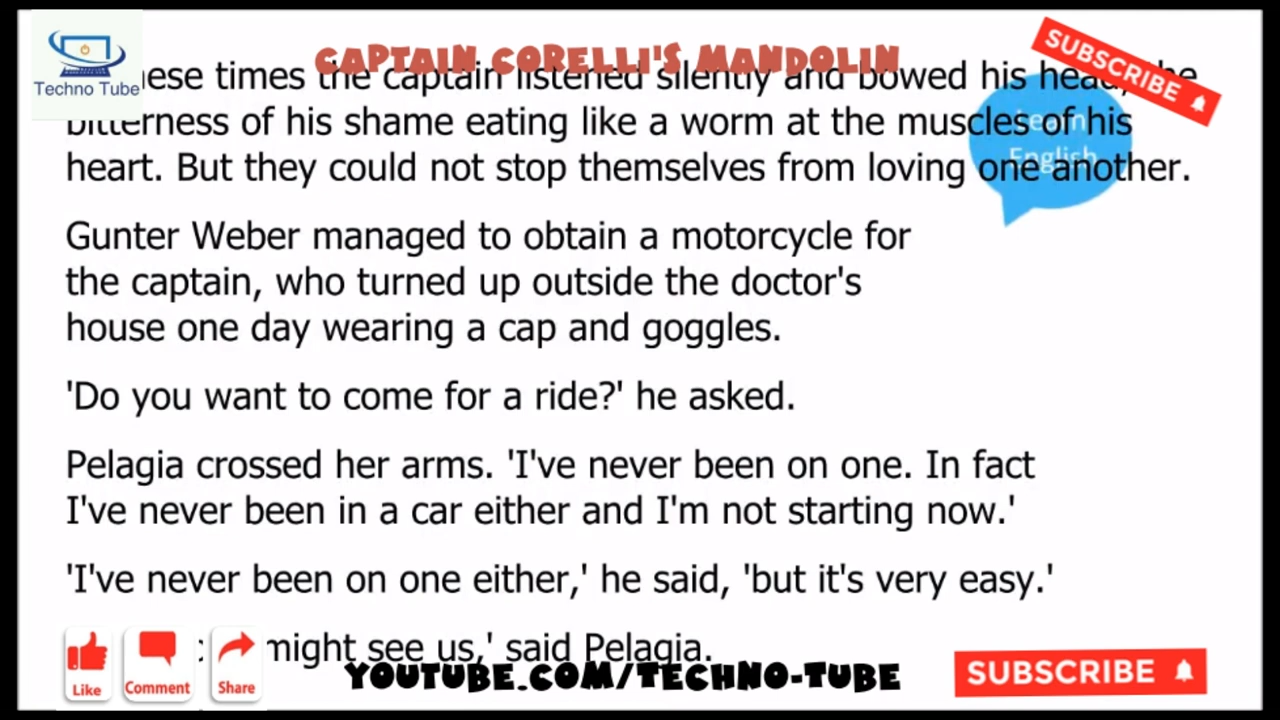 CAPTAIN CORELLI'S MANDOLIN
SUBSCRIBE
Techno Tube
Learn
English
these times the captain listened silently and bowed his head, the
bitterness of his shame eating like a worm at the muscles of his
heart. But they could not stop themselves from loving one another.
Gunter Weber managed to obtain a motorcycle for
the captain, who turned up outside the doctor's
house one day wearing a cap and goggles.
'Do you want to come for a ride?' he asked.
Pelagia crossed her arms. 'I've never been on one. In fact
I've never been in a car either and I'm not starting now.'
'I've never been on one either,' he said, 'but it's very easy.'
might see us,' said Pelagia.
Like
Comment
Share
YOUTUBE.COM/TECHNO-TUBE
SUBSCRIBE